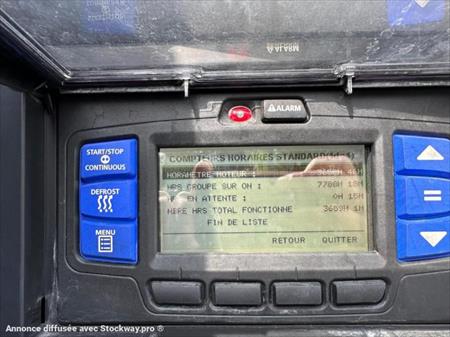 ALARM
START/STOP
CONTINUOUS
DEFROST
MENU
ALARM
COMPTEURS HORAIRES STANDARD
HORAMETRE MOTEUR :
HRS GROUPE SUR ON :
EN ATTENTE :
NBRE HRS TOTAL FONCTIONNE
FIN DE LISTE
RETOUR QUITTER
=
Annonce diffusée avec Stockway.pro ®